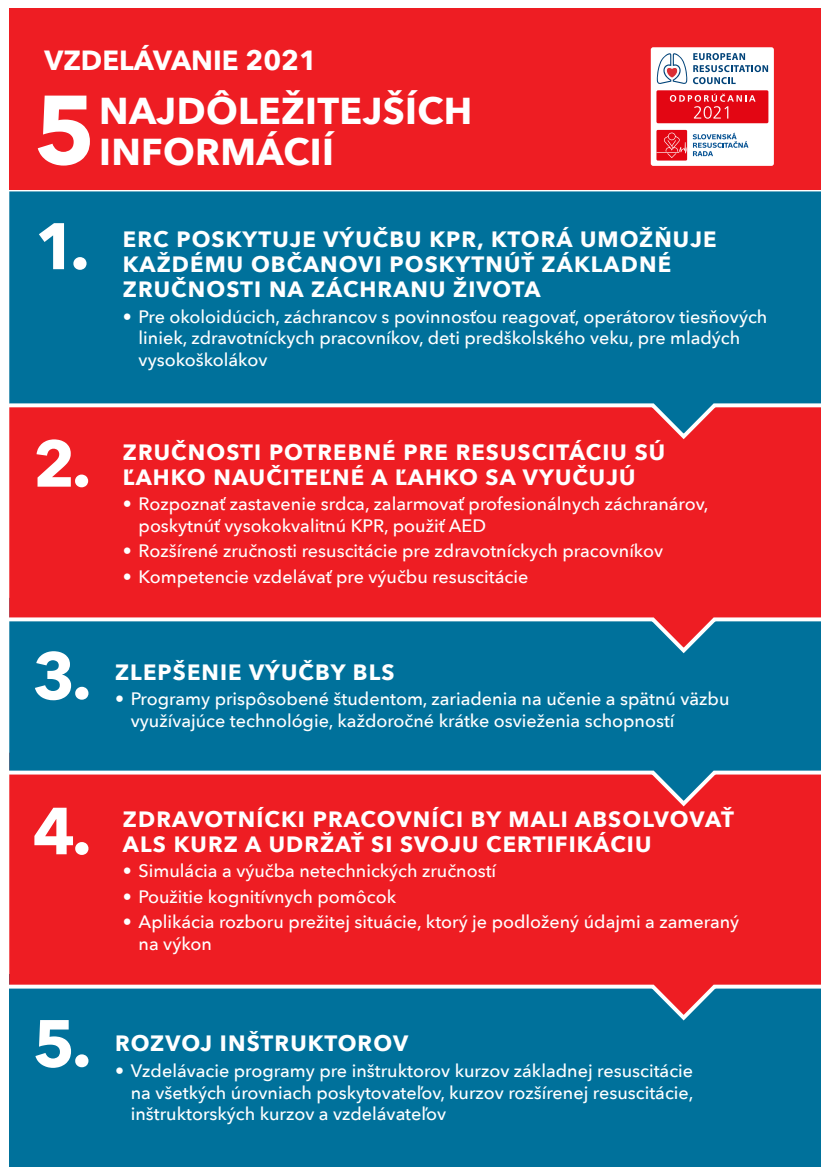 VZDELÁVANIE 2021
5 NAJDÔLEŽITEJŠÍCH
INFORMÁCIÍ
EUROPEAN
RESUSCITATION
COUNCIL
ODPORÚČANIA
2021
SLOVENSKÁ
RESUSCITAČNÁ
RADA
1.
ERC POSKYTUJE VÝUČBU KPR, KTORÁ UMOŽŇUJE
KAŽDÉMU OBČANOVI POSKYTNÚŤ ZÁKLADNÉ
ZRUČNOSTI NA ZÁCHRANU ŽIVOTA
• Pre okoloidúcich, záchrancov s povinnosťou reagovať, operátorov tiesňových
liniek, zdravotníckych pracovníkov, deti predškolského veku, pre mladých
vysokoškolákov
2.
ZRUČNOSTI POTREBNÉ PRE RESUSCITÁCIU SÚ
ĽAHKO NAUČITEĽNÉ A ĽAHKO SA VYUČUJÚ
• Rozpoznať zastavenie srdca, zalarmovať profesionálnych záchranárov,
poskytnúť vysokokvalitnú KPR, použiť AED
• Rozšírené zručnosti resuscitácie pre zdravotníckych pracovníkov
• Kompetencie vzdelávať pre výučbu resuscitácie
3.
ZLEPŠENIE VÝUČBY BLS
• Programy prispôsobené študentom, zariadenia na učenie a spätnú väzbu
využívajúce technológie, každoročné krátke osvieženia schopností
4.
ZDRAVOTNÍCKI PRACOVNÍCI BY MALI ABSOLVOVAŤ
ALS KURZ A UDRŽAŤ SI SVOJU CERTIFIKÁCIU
• Simulácia a výučba netechnických zručností
• Použitie kognitívnych pomôcok
• Aplikácia rozboru prežitej situácie, ktorý je podložený údajmi a zameraný
na výkon
5.
ROZVOJ INŠTRUKTOROV
• Vzdelávacie programy pre inštruktorov kurzov základnej resuscitácie
na všetkých úrovniach poskytovateľov, kurzov rozšírenej resuscitácie,
inštruktorských kurzov a vzdelávateľov